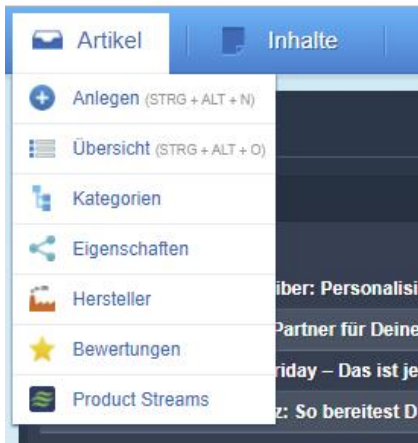 Artikel
Inhalte
Anlegen (STRG + ALT + N)
Übersicht (STRG + ALT + O)
Kategorien
Eigenschaften
Hersteller
iber: Personalisi
Bewertungen
Partner für Deine
riday – Das ist je
Product Streams
z: So bereitest D